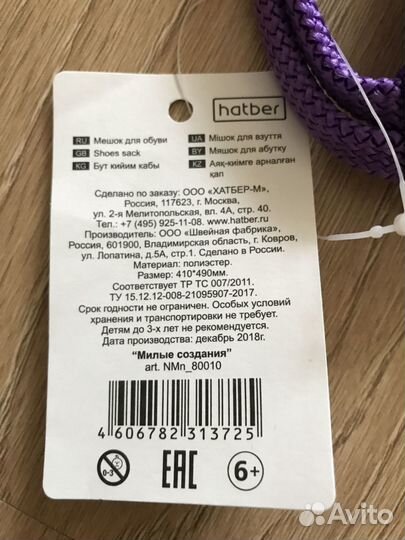 hatber
RU Мешок для обуви
GB Shoes sack
KG Бут кийим кабы
UA Мішок для взуття
BY Мяшок для абутку
KZ Аяқ-киімге арналған
қап
Сделано по заказу: ООО «ХАТБЕР-М»,
Россия, 117623, г. Москва,
ул. 2-я Мелитопольская, вл. 4А, стр. 40.
Тел.: +7 (495) 925-11-08. www.hatber.ru
Производитель: ООО «Швейная фабрика»,
Россия, 601900, Владимирская область, г. Ковров,
ул. Лопатина, д.5А, стр.1. Сделано в России.
Материал: полиэстер.
Размер: 410*490мм.
Соответствует ТР ТС 007/2011.
ТУ 15.12.12-008-21095907-2017.
Срок годности не ограничен. Особых условий
хранения и транспортировки не требует.
Детям до 3-х лет не рекомендуется.
Дата производства: декабрь 2018г.
“Милые создания”
art. NMn_80010
4 606782 313725
0-3
EAC
6+
Avito